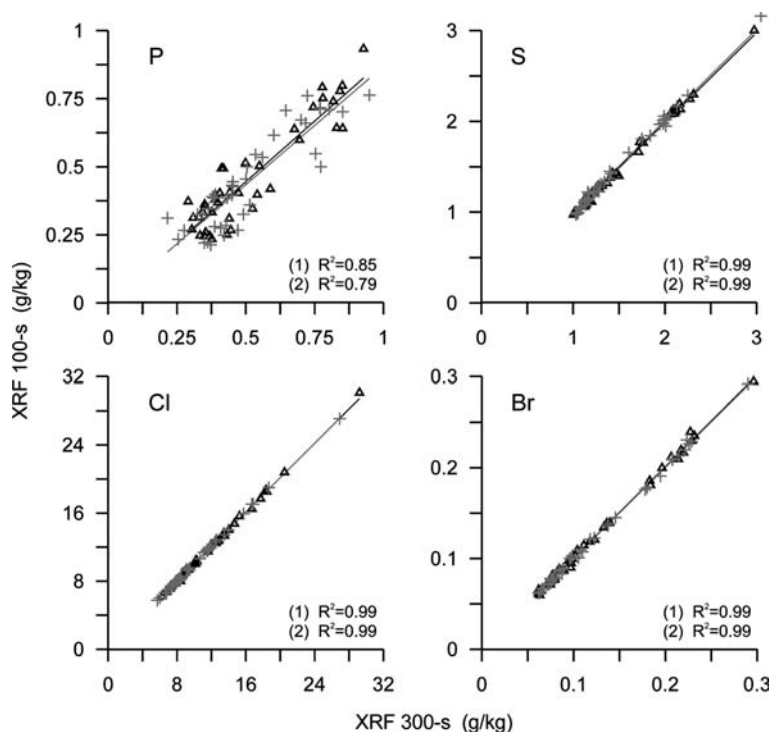 XRF 100-s (g/kg)
P
1
0.75
0.5
0.25
0
0 0.25 0.5 0.75 1
(1) R²=0.85
(2) R²=0.79
S
3
2
1
0
0 1 2 3
(1) R²=0.99
(2) R²=0.99
Cl
32
24
16
8
0
0 8 16 24 32
(1) R²=0.99
(2) R²=0.99
Br
0.3
0.2
0.1
0
0 0.1 0.2 0.3
(1) R²=0.99
(2) R²=0.99
XRF 300-s (g/kg)